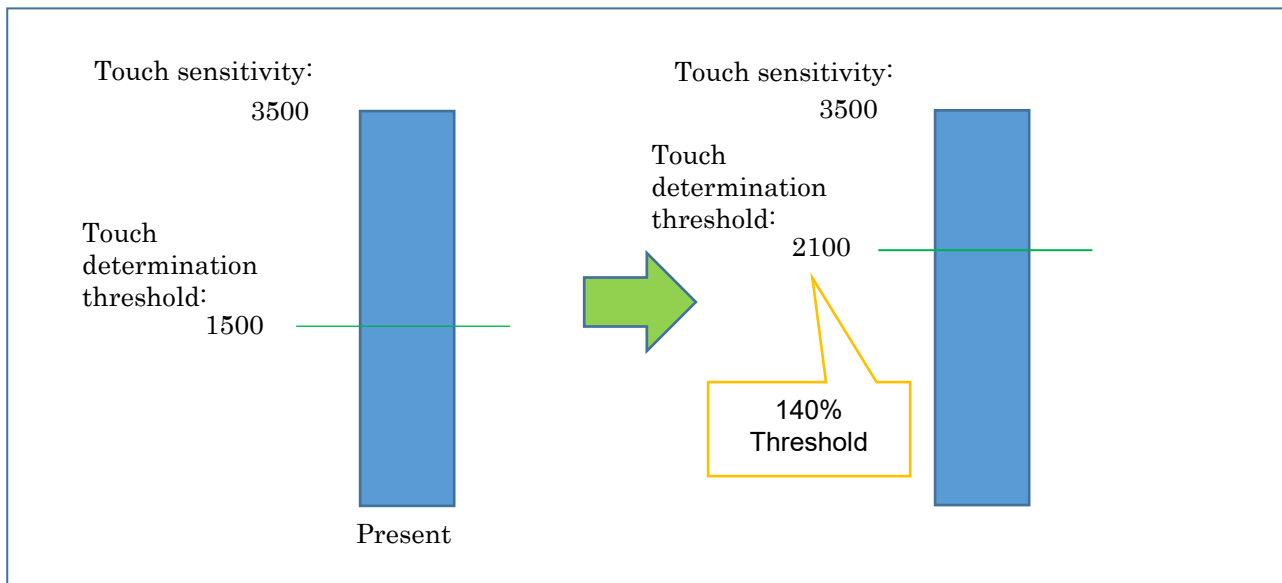 Touch sensitivity:
3500
Touch
determination
threshold:
1500
Present
Touch sensitivity:
3500
Touch
determination
threshold:
2100
140%
Threshold